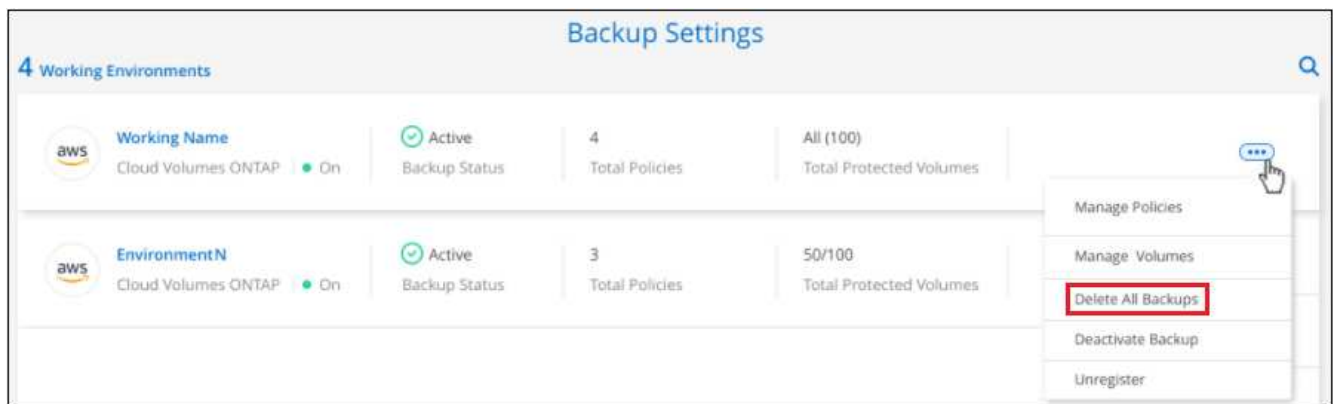 Backup Settings
4 Working Environments
aws Working Name Active 4 All (100)
Cloud Volumes ONTAP On Backup Status Total Policies Total Protected Volumes
Manage Policies
aws EnvironmentN Active 3 50/100 Manage Volumes
Cloud Volumes ONTAP On Backup Status Total Policies Total Protected Volumes
Delete All Backups
Deactivate Backup
Unregister